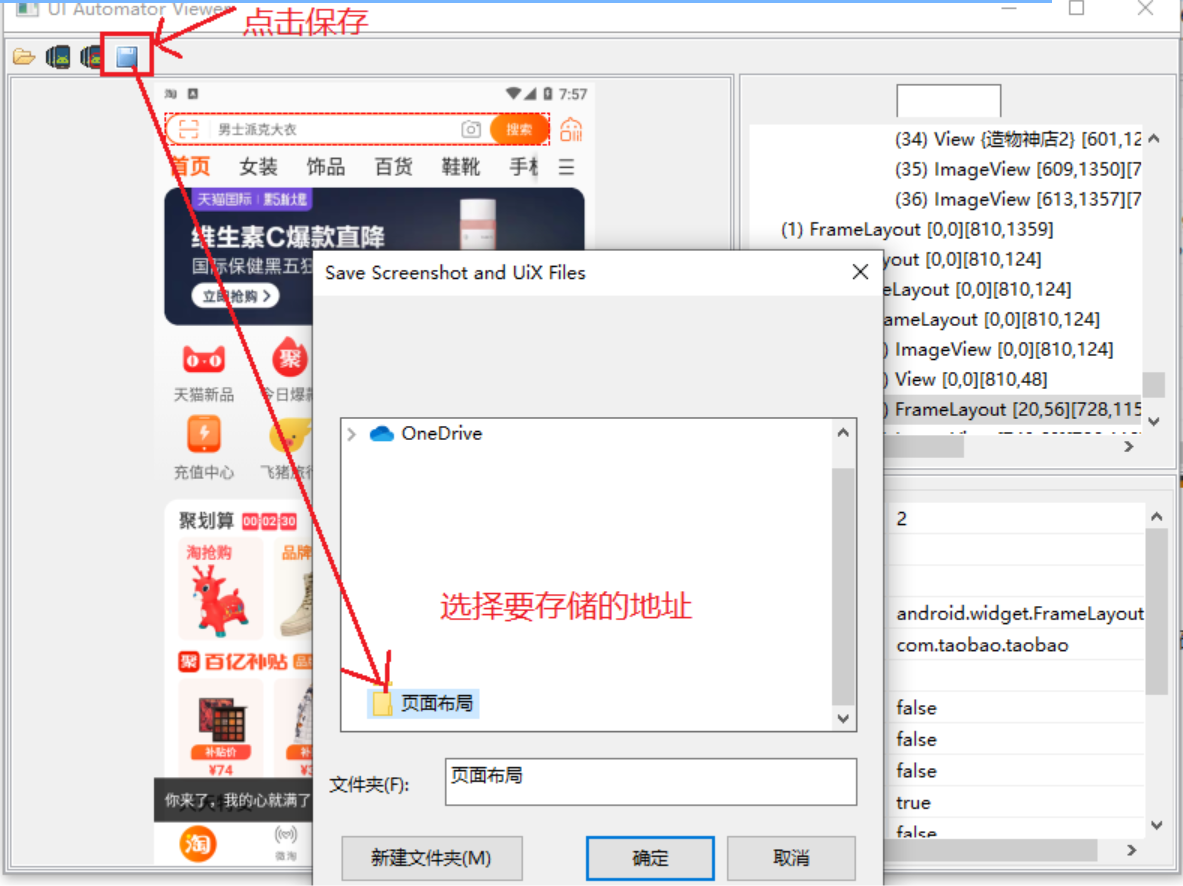 UI Automator Viewer
点击保存
淘 A
7:57
男士派克大衣
搜索
首页 女装 饰品 百货 鞋靴 手机
天猫国际
维生素C爆款直降
国际保健黑五狂
立即抢购
天猫新品
聚
今日爆
充值中心
飞猪旅行
聚划算 00:02:30
淘抢购
品牌
聚 百亿补贴 品
补贴价
补
¥74
¥
你来了，我的心就满了
淘
微淘
(34) View {造物神店2} [601,12
(35) ImageView [609,1350][7
(36) ImageView [613,1357][7
(1) FrameLayout [0,0][810,1359]
yout [0,0][810,124]
eLayout [0,0][810,124]
ameLayout [0,0][810,124]
) ImageView [0,0][810,124]
) View [0,0][810,48]
) FrameLayout [20,56][728,115
2
android.widget.FrameLayout
com.taobao.taobao
false
false
false
true
false
Save Screenshot and UiX Files
OneDrive
选择要存储的地址
页面布局
文件夹(F):
页面布局
新建文件夹(M)
确定
取消